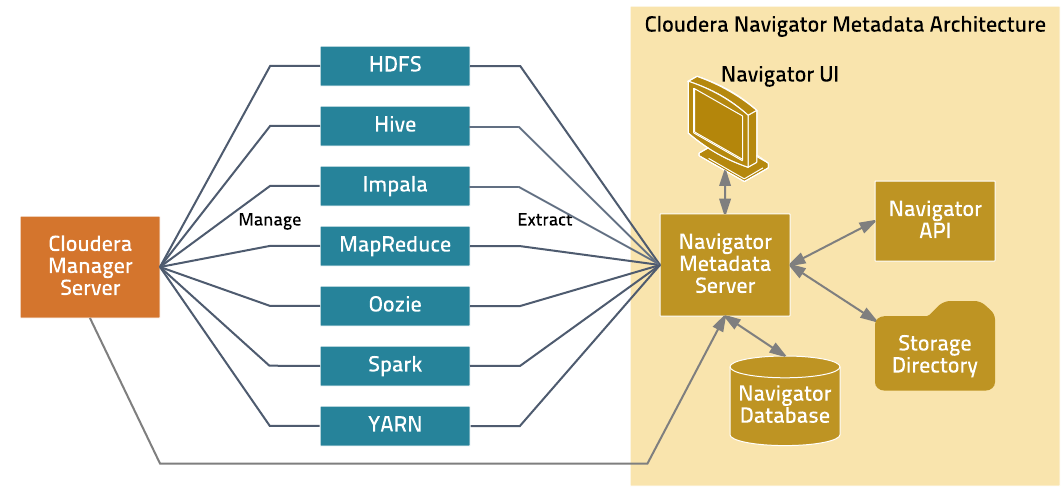 Cloudera Navigator Metadata Architecture
Navigator UI
HDFS
Hive
Impala
Manage
Extract
MapReduce
Oozie
Spark
YARN
Cloudera
Manager
Server
Navigator
Metadata
Server
Navigator
API
Storage
Directory
Navigator
Database